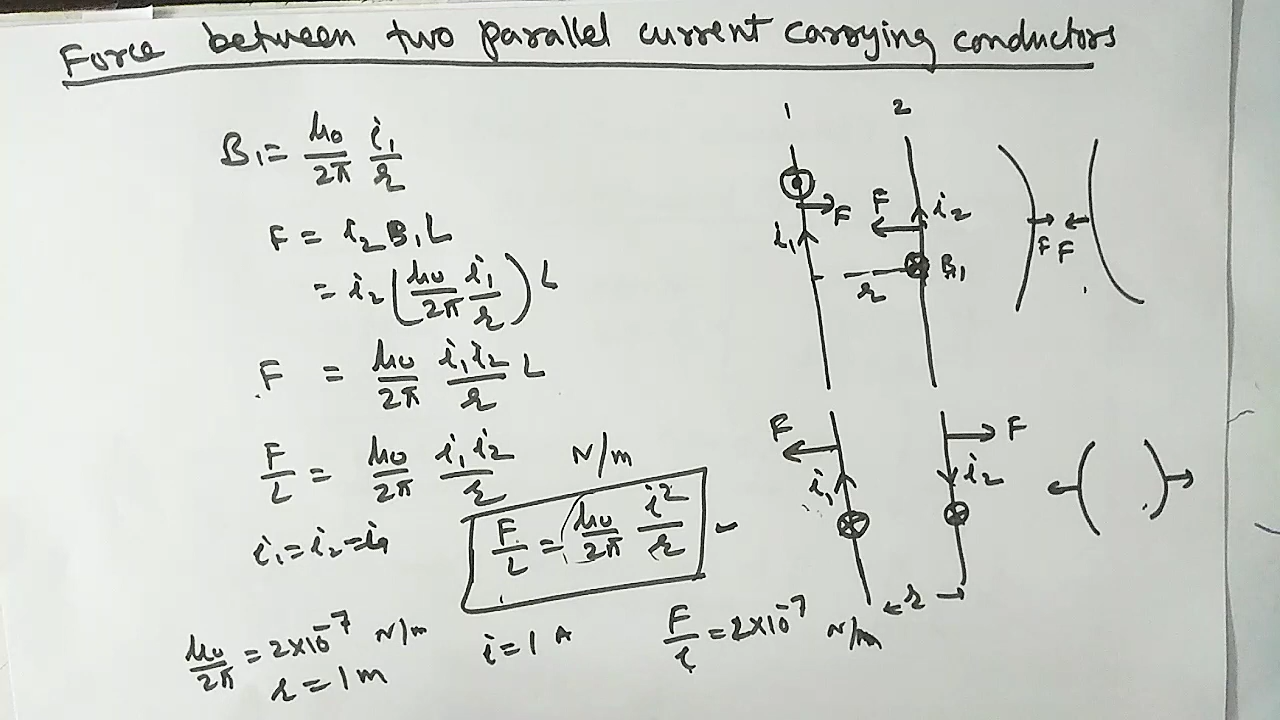 Force between two parallel current carrying conductors
B₁ = μ₀/2π i₁/r
F = i₂B₁L
= i₂(μ₀/2π i₁/r)L
F = μ₀/2π i₁i₂/r L
F/L = μ₀/2π i₁i₂/r N/m
i₁=i₂=i
F/L = μ₀/2π i²/r
μ₀/2π = 2×10⁻⁷ N/m i=1 A F/L = 2×10⁻⁷ N/m
r = 1m
1 2
F F i₂
i₁
r B₁
F F
F F
i₁ i₂
r